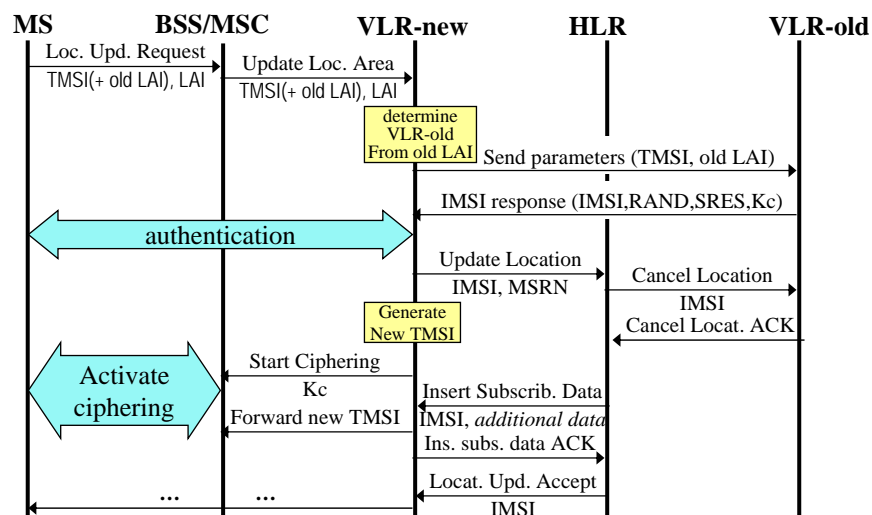 MS BSS/MSC VLR-new HLR VLR-old
Loc. Upd. Request
TMSI(+ old LAI), LAI
Update Loc. Area
TMSI(+ old LAI), LAI
determine
VLR-old
From old LAI
Send parameters (TMSI, old LAI)
IMSI response (IMSI,RAND,SRES,Kc)
authentication
Update Location
IMSI, MSRN
Cancel Location
IMSI
Generate
New TMSI
Cancel Locat. ACK
Activate
ciphering
Start Ciphering
Kc
Insert Subscrib. Data
IMSI, additional data
Forward new TMSI
Ins. subs. data ACK
Locat. Upd. Accept
IMSI
... ...